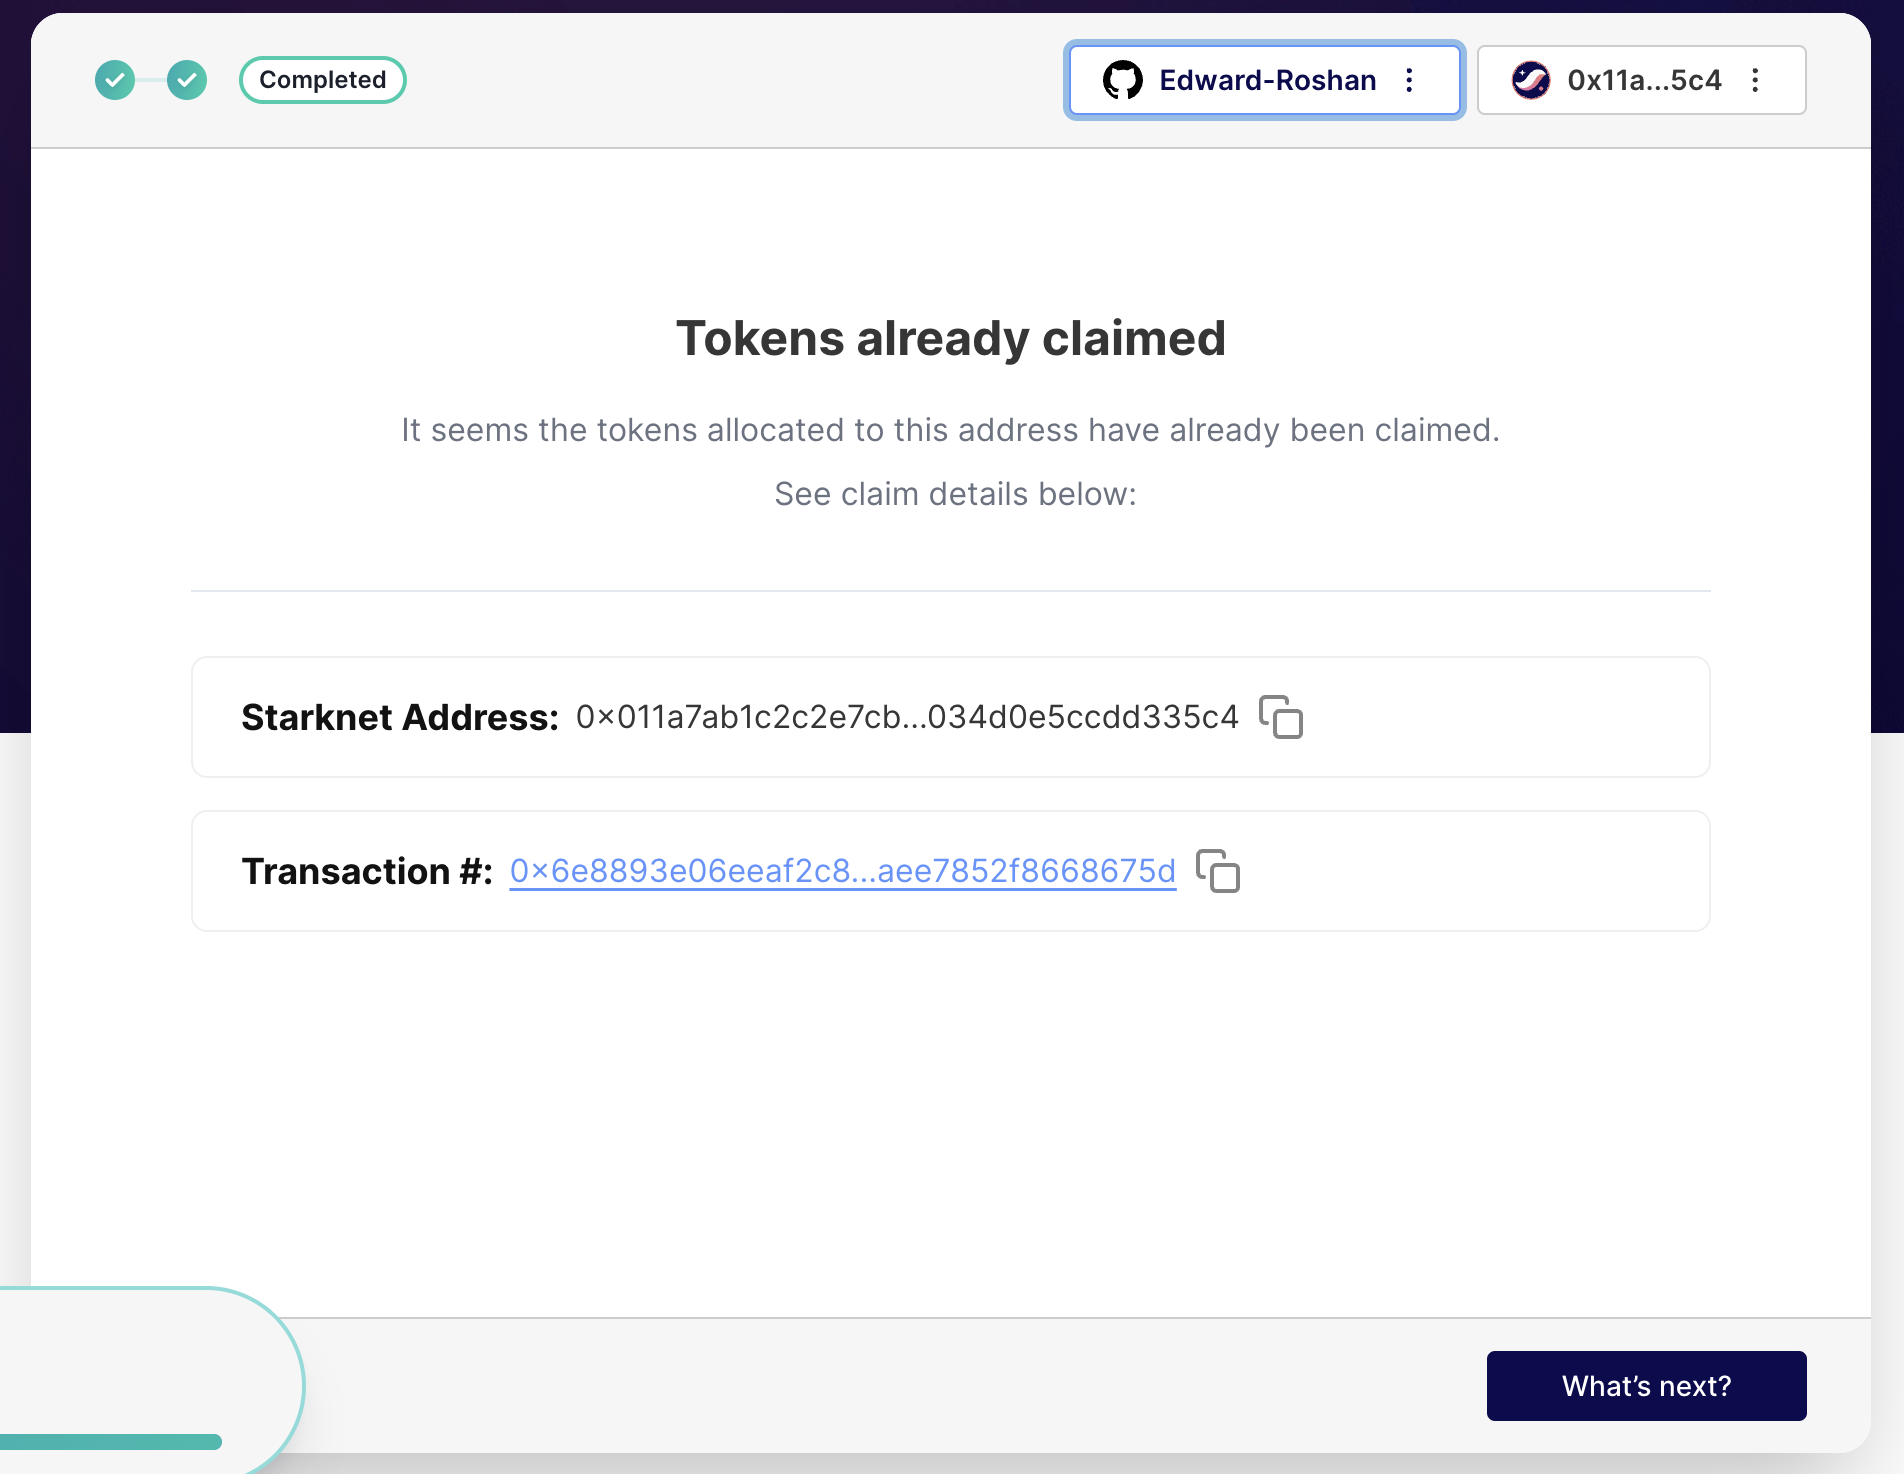 Completed
Edward-Roshan
0x11a...5c4
Tokens already claimed
It seems the tokens allocated to this address have already been claimed.
See claim details below:
Starknet Address: 0×011a7ab1c2c2e7cb...034d0e5ccdd335c4
Transaction #: 0×6e8893e06eeaf2c8...aee7852f8668675d
What’s next?